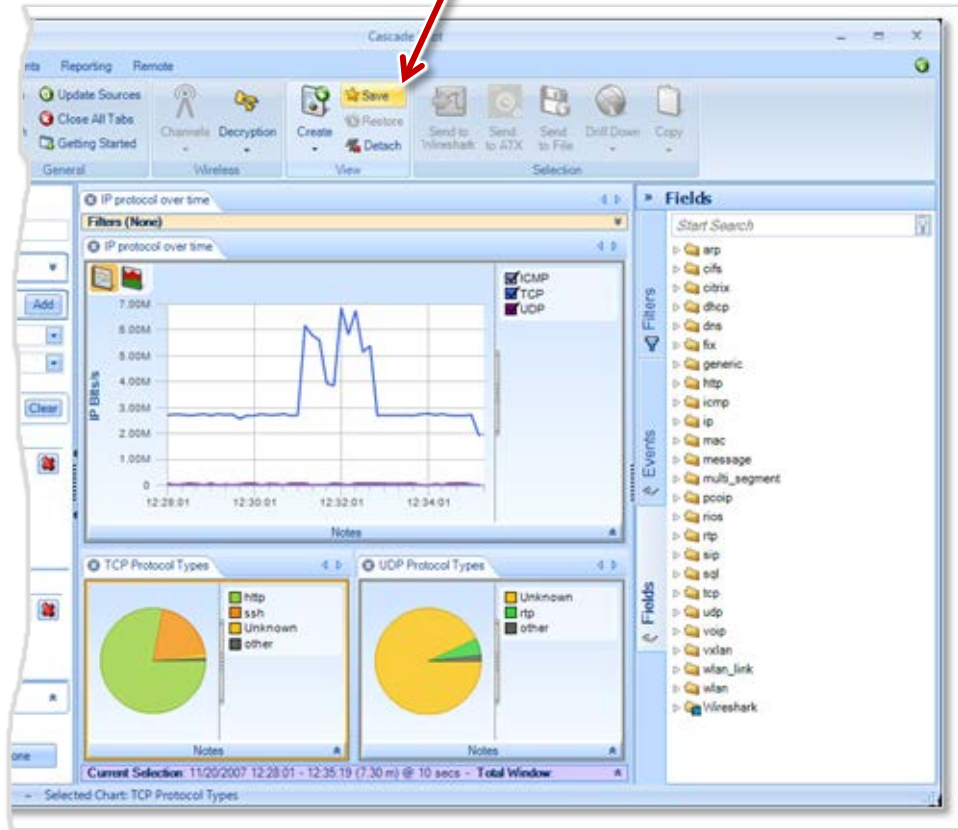 Cascade
Reporting Remote
Update Sources
Close All Tabs
Getting Started
General
Channels
Decryption
Wireless
Create
Save
Restore
Detach
View
Send to Wireshark
Send to ATX
Send to File
Drill Down
Copy
Selection
IP protocol over time
Filters (None)
IP protocol over time
ICMP
TCP
UDP
7.00M
6.00M
5.00M
4.00M
3.00M
2.00M
1.00M
0
IP Bits/s
12:28:01 12:30:01 12:32:01 12:34:01
Notes
Add
Clear
TCP Protocol Types
http
ssh
Unknown
other
Notes
UDP Protocol Types
Unknown
rtp
other
Notes
Current Selection: 11/20/2007 12:28:01 - 12:35:19 (7.30 m) @ 10 secs - Total Window
- Selected Chart: TCP Protocol Types
Filters
Events
Fields
Fields
Start Search
arp
cifs
citrix
dhcp
dns
fix
generic
http
icmp
ip
mac
message
multi_segment
pcoip
rios
rtp
sip
sql
tcp
udp
voip
vxlan
wlan_link
wlan
Wireshark